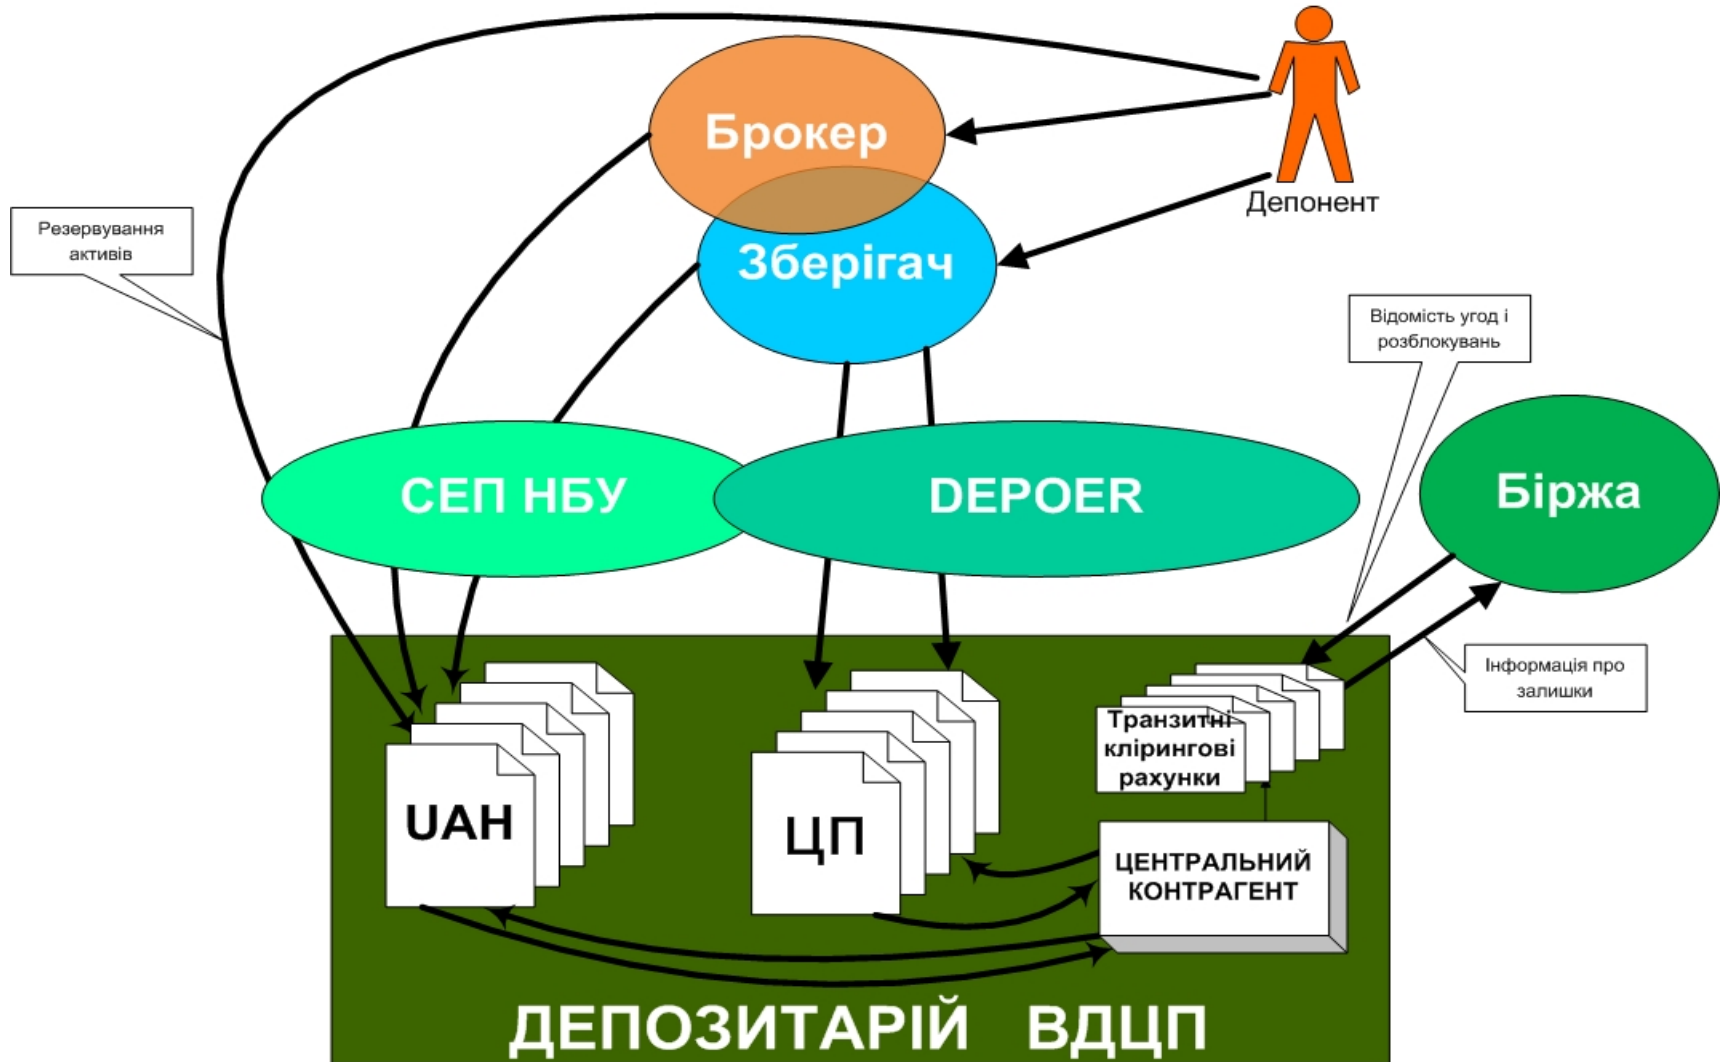 Брокер
Депонент
Зберігач
Резервування
активів
Відомість угод і
розблокувань
СЕП НБУ
DEPOER
Біржа
Інформація про
залишки
Транзитні
клірингові
рахунки
UAH
ЦП
ЦЕНТРАЛЬНИЙ
КОНТРАГЕНТ
ДЕПОЗИТАРІЙ ВДЦП